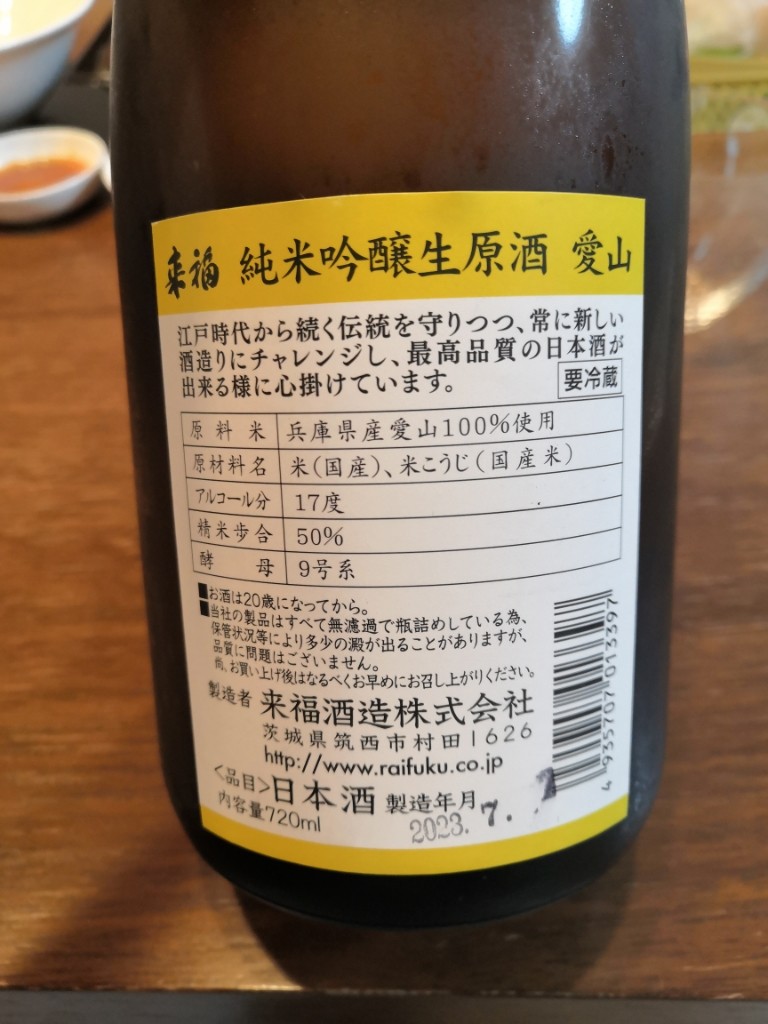 来福 純米吟醸生原酒 愛山
江戸時代から続く伝統を守りつつ、常に新しい
酒造りにチャレンジし、最高品質の日本酒が
出来る様に心掛けています。
要冷蔵
原料米 兵庫県産愛山100%使用
原材料名 米(国産)、米こうじ(国産米)
アルコール分 17度
精米歩合 50%
酵母 9号系
■お酒は20歳になってから。
■当社の製品はすべて無濾過で瓶詰めしている為、
保管状況等により多少の澱が出ることがありますが、
品質に問題はございません。
尚、お買い上げ後はなるべくお早めにお召し上がりください。
製造者 来福酒造株式会社
茨城県筑西市村田1626
http://www.raifuku.co.jp
<品目>日本酒 製造年月
内容量720ml 2023.7.
4 935707 013397